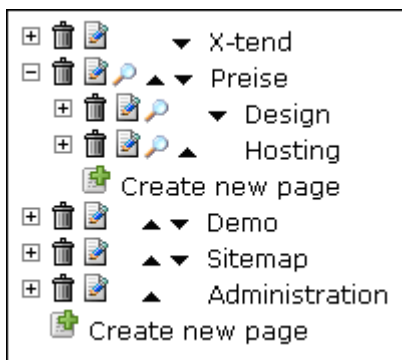 X-tend
Preise
Design
Hosting
Create new page
Demo
Sitemap
Administration
Create new page